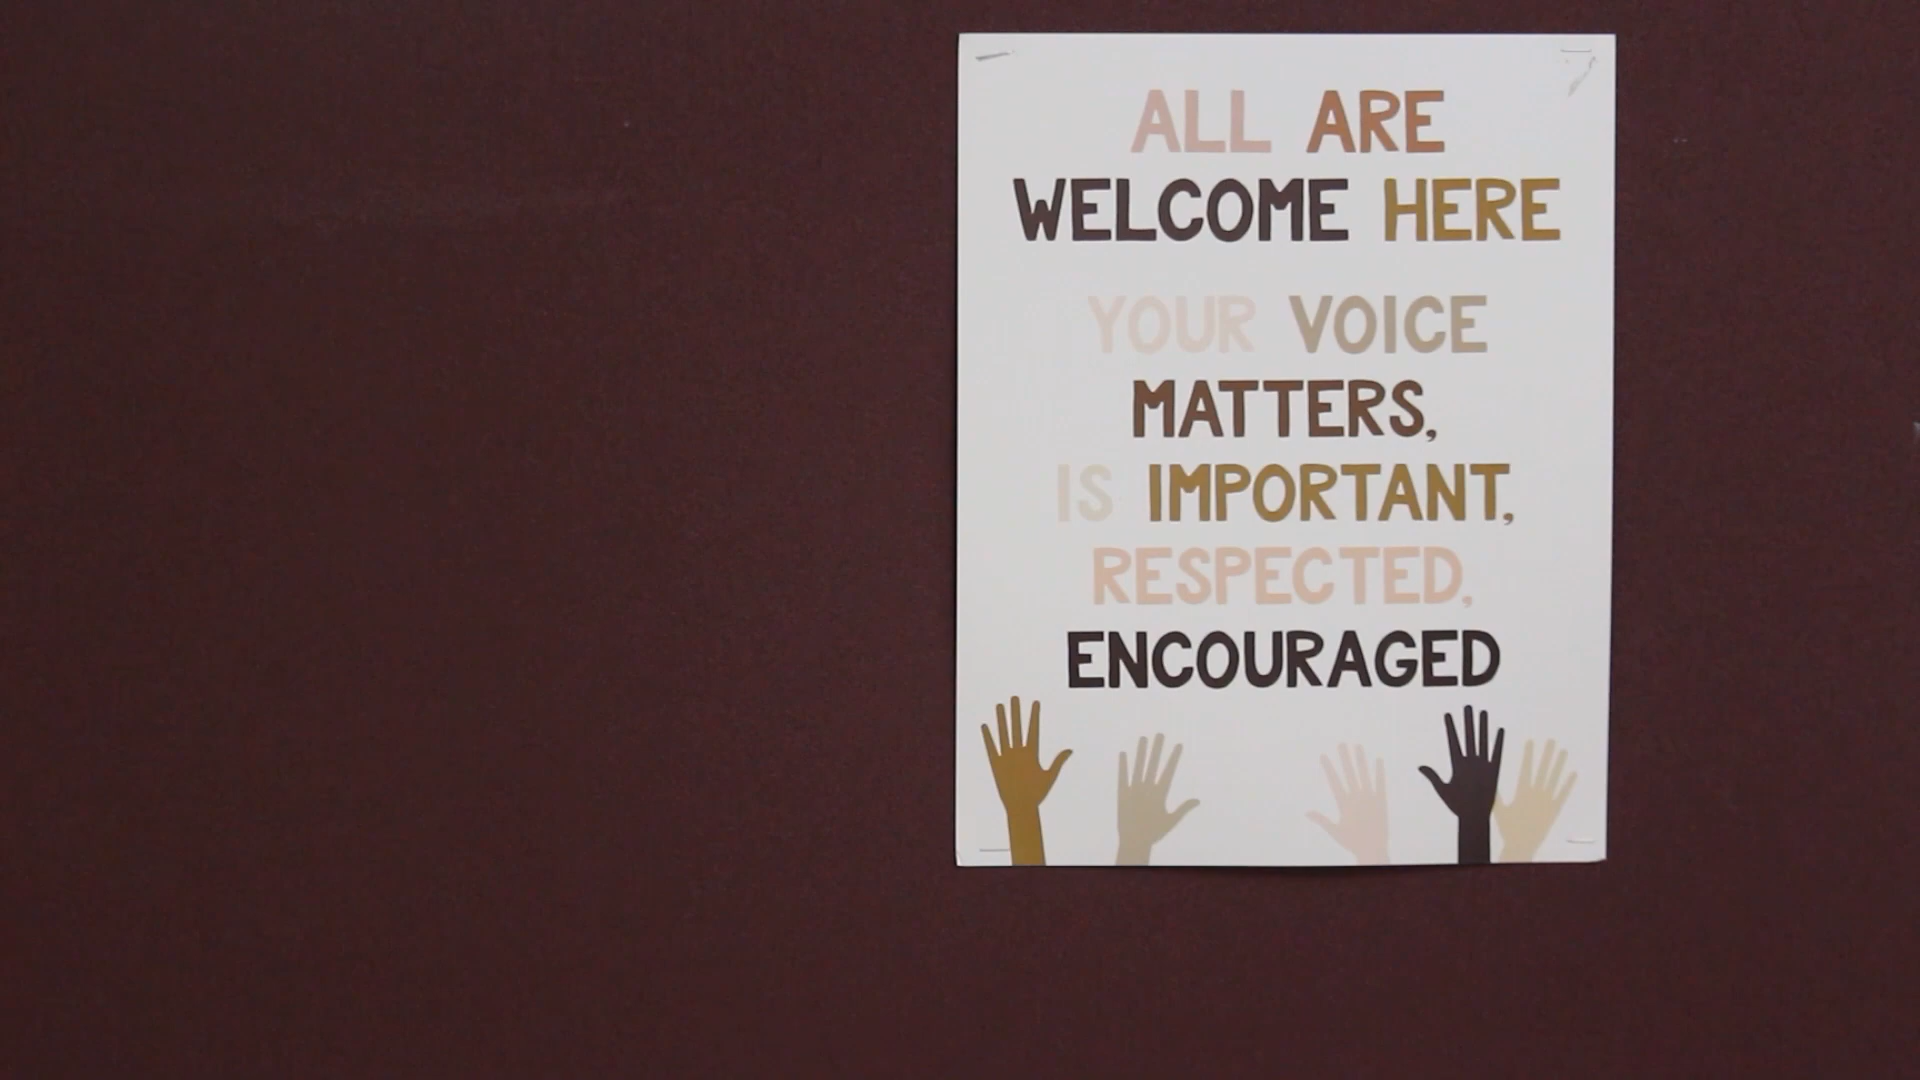 ALL ARE
WELCOME HERE
YOUR VOICE
MATTERS,
IS IMPORTANT,
RESPECTED,
ENCOURAGED